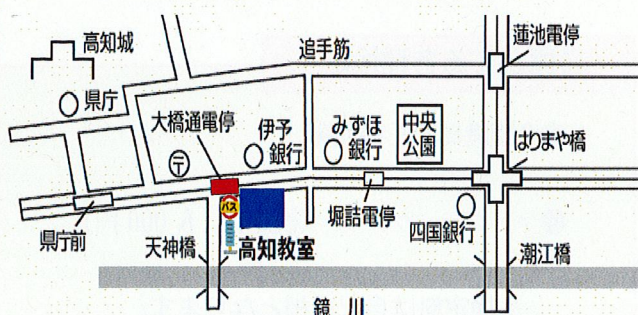 高知城
追手筋
蓮池電停
県庁
大橋通電停
伊予
銀行
みずほ
銀行
中央
公園
はりまや橋
〒
バス
堀詰電停
県庁前
天神橋
高知教室
四国銀行
潮江橋
鏡川